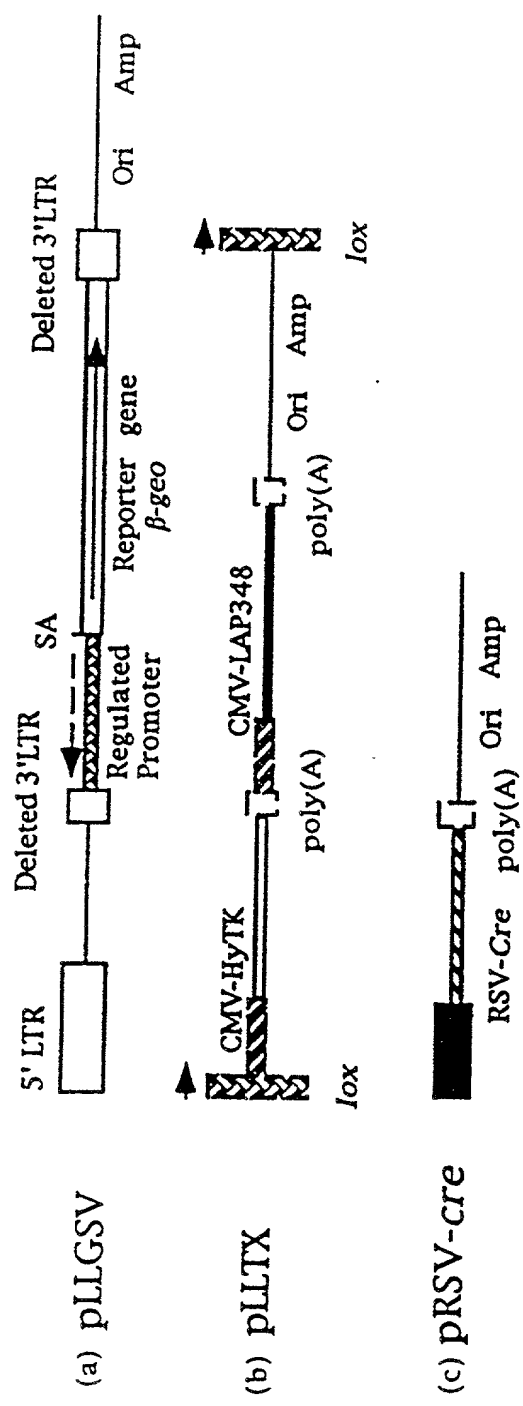 (a) pLLGSV
5' LTR
Deleted 3'LTR
Regulated
Promoter
SA
Reporter gene
β-geo
Deleted 3'LTR
Ori Amp
(b) pLLTX
lox
CMV-HyTK
poly(A)
CMV-LAP348
poly(A)
Ori Amp
lox
(c) pRSV-cre
RSV-Cre
poly(A)
Ori Amp